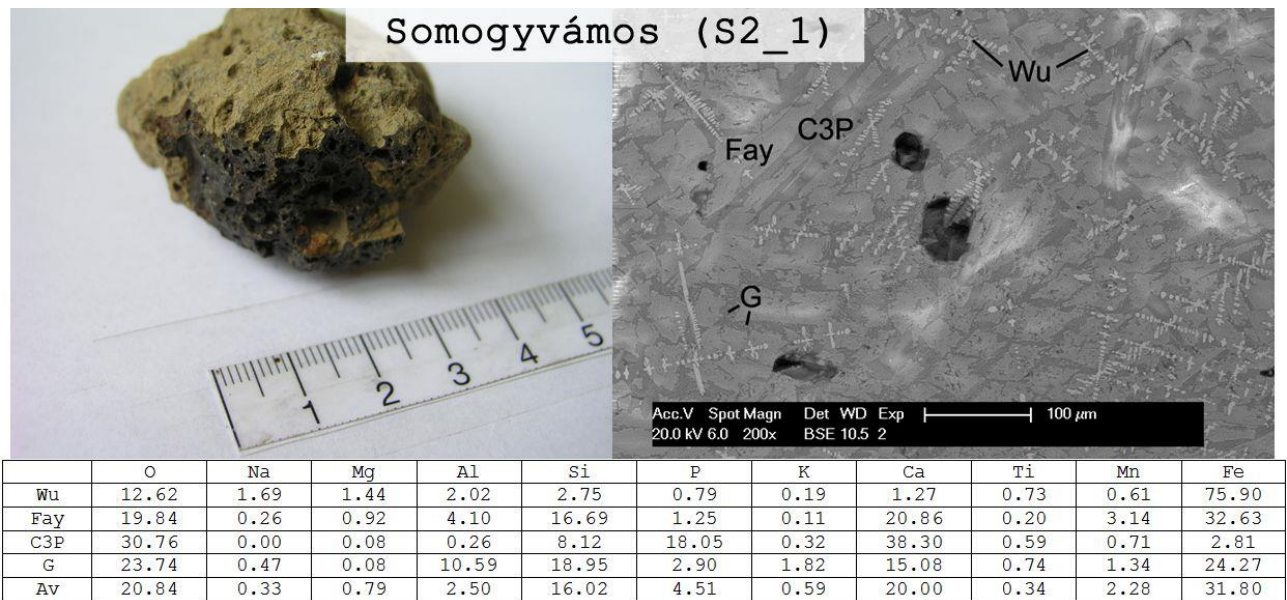 Somogyvámos (S2_1)
1 2 3 4 5
Wu
Fay
C3P
G
Acc.V Spot Magn Det WD Exp 100 µm
20.0 kV 6.0 200x BSE 10.5 2
O Na Mg Al Si P K Ca Ti Mn Fe
Wu 12.62 1.69 1.44 2.02 2.75 0.79 0.19 1.27 0.73 0.61 75.90
Fay 19.84 0.26 0.92 4.10 16.69 1.25 0.11 20.86 0.20 3.14 32.63
C3P 30.76 0.00 0.08 0.26 8.12 18.05 0.32 38.30 0.59 0.71 2.81
G 23.74 0.47 0.08 10.59 18.95 2.90 1.82 15.08 0.74 1.34 24.27
Av 20.84 0.33 0.79 2.50 16.02 4.51 0.59 20.00 0.34 2.28 31.80